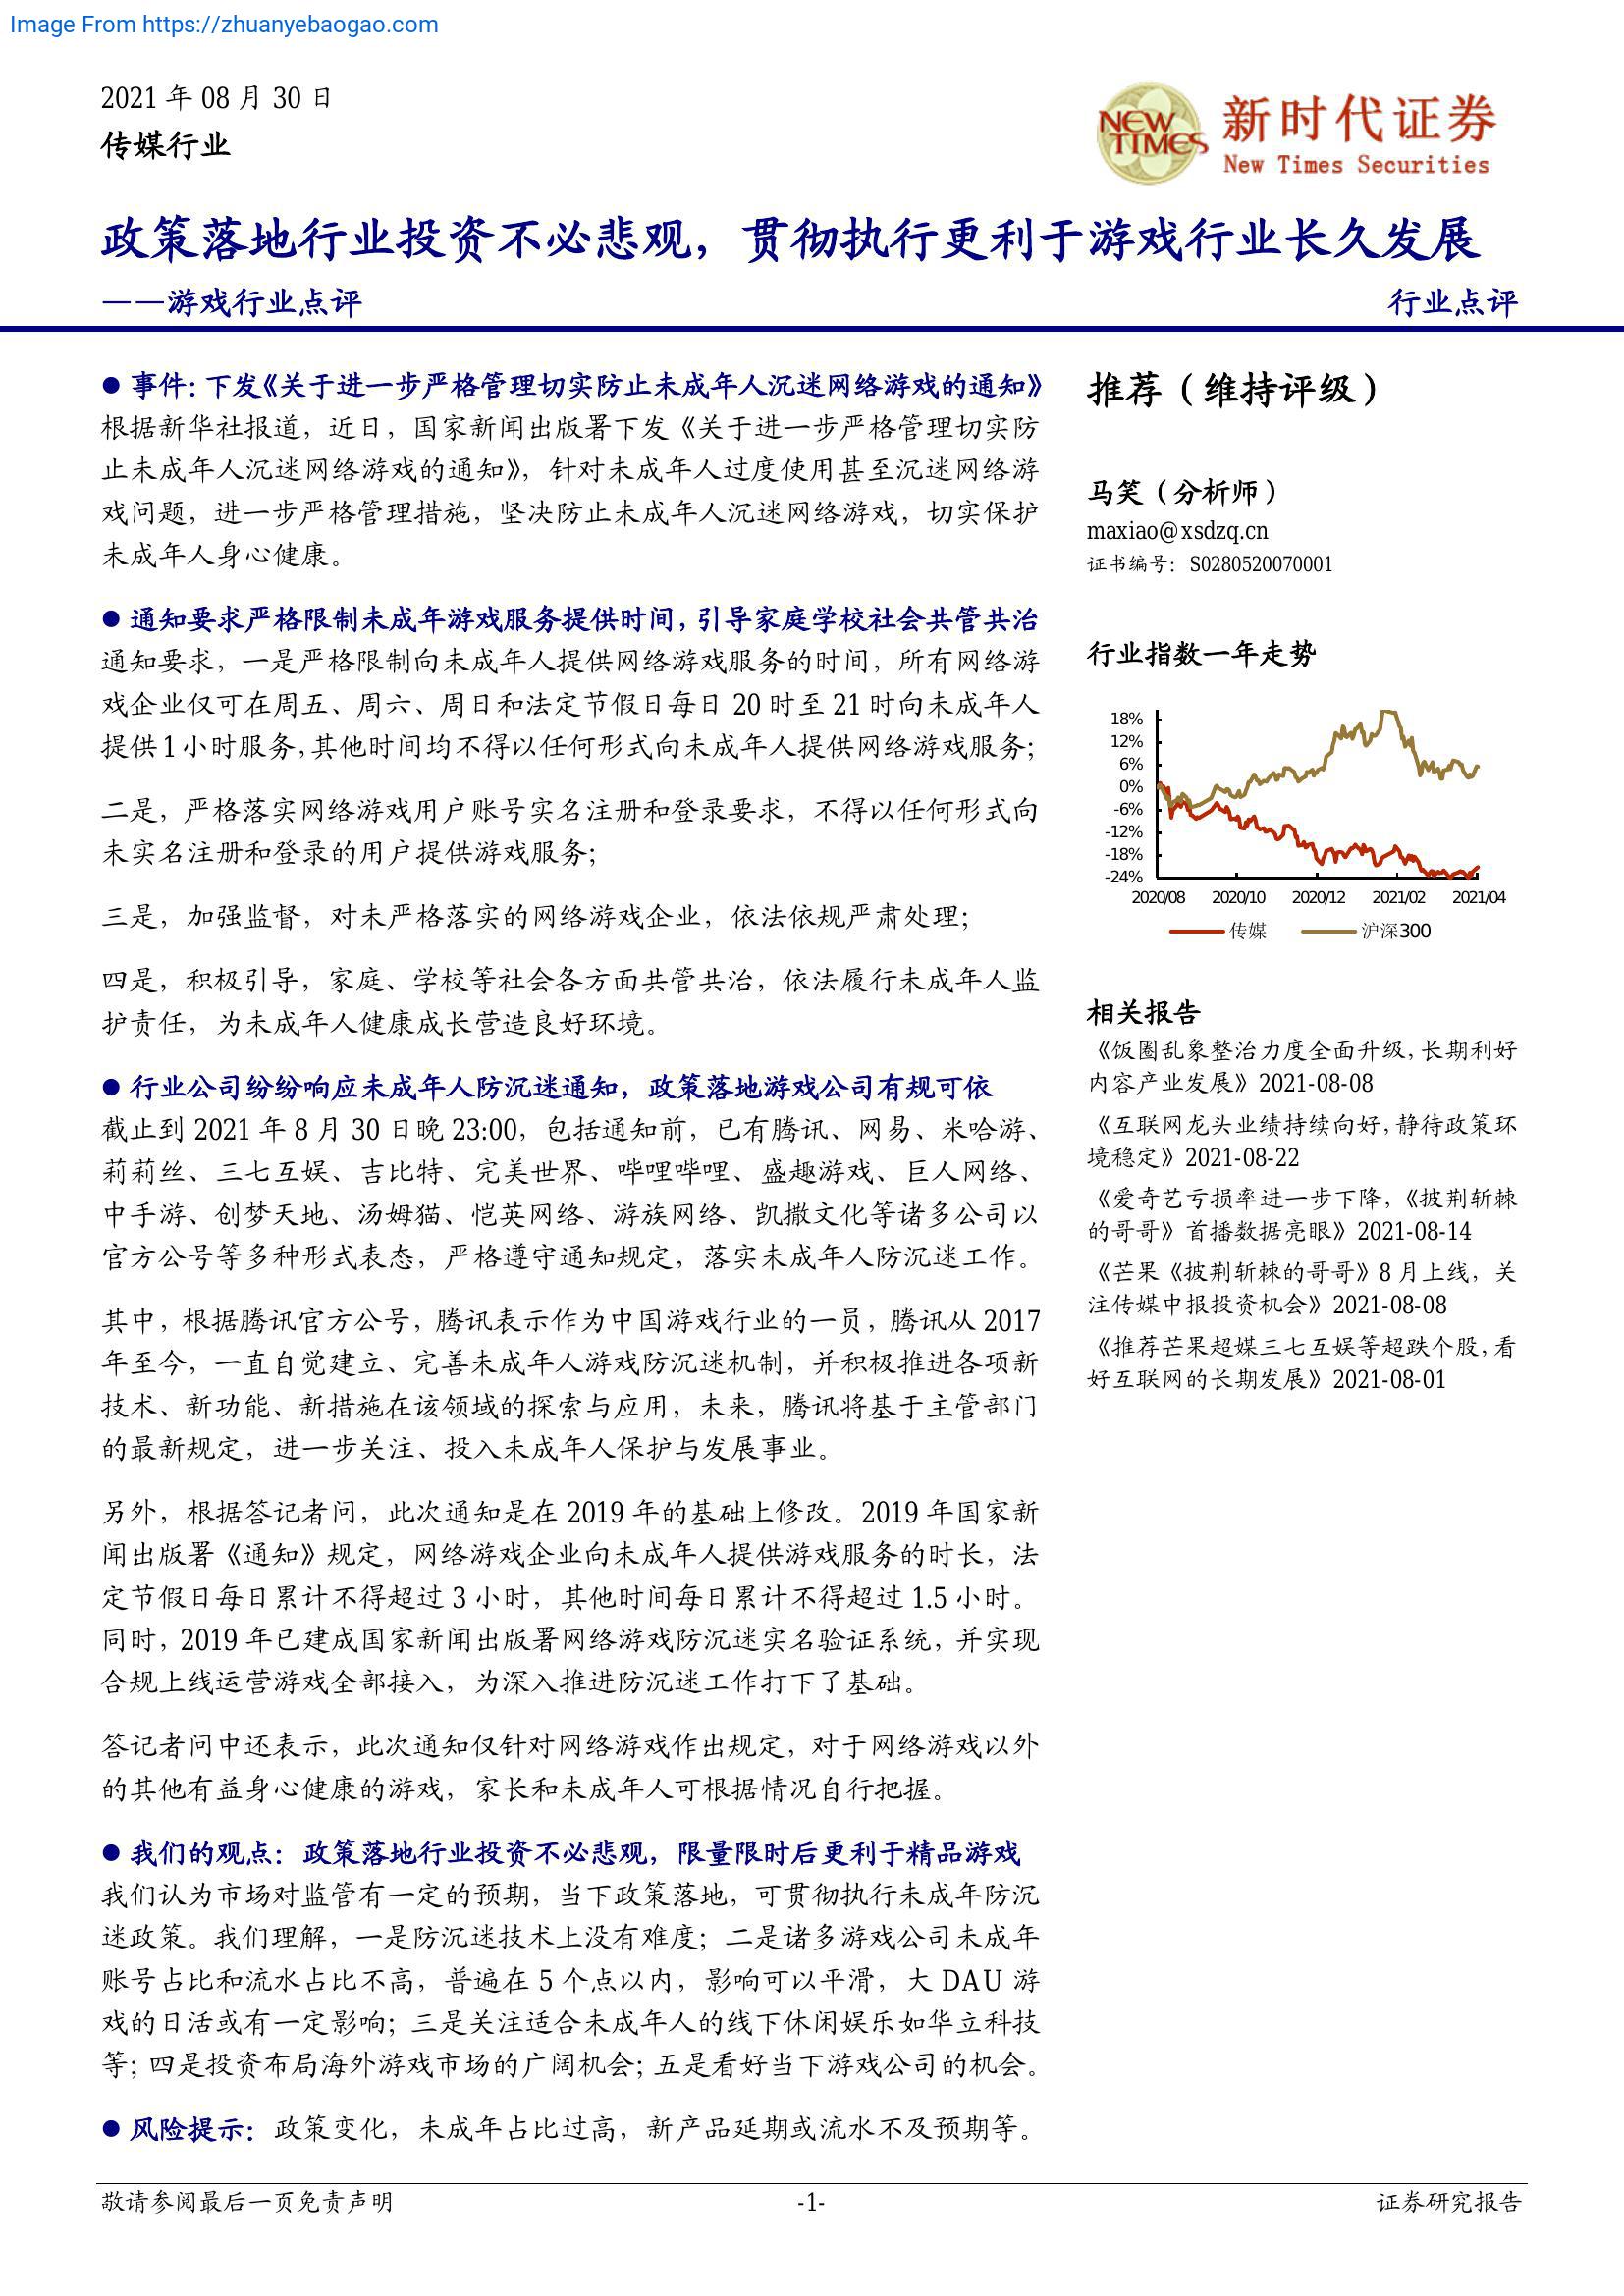 Image From https://zhuanyebaogao.com
2021 年 08 月 30 日
传媒行业
NEW TIMES
新时代证券
New Times Securities
政策落地行业投资不必悲观，贯彻执行更利于游戏行业长久发展
——游戏行业点评
行业点评
● 事件：下发《关于进一步严格管理切实防止未成年人沉迷网络游戏的通知》
根据新华社报道，近日，国家新闻出版署下发《关于进一步严格管理切实防
止未成年人沉迷网络游戏的通知》，针对未成年人过度使用甚至沉迷网络游
戏问题，进一步严格管理措施，坚决防止未成年人沉迷网络游戏，切实保护
未成年人身心健康。
● 通知要求严格限制未成年游戏服务提供时间，引导家庭学校社会共管共治
通知要求，一是严格限制向未成年人提供网络游戏服务的时间，所有网络游
戏企业仅可在周五、周六、周日和法定节假日每日 20 时至 21 时向未成年人
提供 1 小时服务，其他时间均不得以任何形式向未成年人提供网络游戏服务；
二是，严格落实网络游戏用户账号实名注册和登录要求，不得以任何形式向
未实名注册和登录的用户提供游戏服务；
三是，加强监督，对未严格落实的网络游戏企业，依法依规严肃处理；
四是，积极引导，家庭、学校等社会各方面共管共治，依法履行未成年人监
护责任，为未成年人健康成长营造良好环境。
● 行业公司纷纷响应未成年人防沉迷通知，政策落地游戏公司有规可依
截止到 2021 年 8 月 30 日晚 23:00，包括通知前，已有腾讯、网易、米哈游、
莉莉丝、三七互娱、吉比特、完美世界、哔哩哔哩、盛趣游戏、巨人网络、
中手游、创梦天地、汤姆猫、恺英网络、游族网络、凯撒文化等诸多公司以
官方公号等多种形式表态，严格遵守通知规定，落实未成年人防沉迷工作。
其中，根据腾讯官方公号，腾讯表示作为中国游戏行业的一员，腾讯从 2017
年至今，一直自觉建立、完善未成年人游戏防沉迷机制，并积极推进各项新
技术、新功能、新措施在该领域的探索与应用，未来，腾讯将基于主管部门
的最新规定，进一步关注、投入未成年人保护与发展事业。
另外，根据答记者问，此次通知是在 2019 年的基础上修改。2019 年国家新
闻出版署《通知》规定，网络游戏企业向未成年人提供游戏服务的时长，法
定节假日每日累计不得超过 3 小时，其他时间每日累计不得超过 1.5 小时。
同时，2019 年已建成国家新闻出版署网络游戏防沉迷实名验证系统，并实现
合规上线运营游戏全部接入，为深入推进防沉迷工作打下了基础。
答记者问中还表示，此次通知仅针对网络游戏作出规定，对于网络游戏以外
的其他有益身心健康的游戏，家长和未成年人可根据情况自行把握。
● 我们的观点：政策落地行业投资不必悲观，限量限时后更利于精品游戏
我们认为市场对监管有一定的预期，当下政策落地，可贯彻执行未成年防沉
迷政策。我们理解，一是防沉迷技术上没有难度；二是诸多游戏公司未成年
账号占比和流水占比不高，普遍在 5 个点以内，影响可以平滑，大 DAU 游
戏的日活或有一定影响；三是关注适合未成年人的线下休闲娱乐如华立科技
等；四是投资布局海外游戏市场的广阔机会；五是看好当下游戏公司的机会。
● 风险提示：政策变化，未成年占比过高，新产品延期或流水不及预期等。
推荐（维持评级）
马笑（分析师）
maxiao@xsdzq.cn
证书编号：S0280520070001
行业指数一年走势
18%
12%
6%
0%
-6%
-12%
-18%
-24%
2020/08 2020/10 2020/12 2021/02 2021/04
传媒 沪深300
相关报告
《饭圈乱象整治力度全面升级，长期利好
内容产业发展》2021-08-08
《互联网龙头业绩持续向好，静待政策环
境稳定》2021-08-22
《爱奇艺亏损率进一步下降，《披荆斩棘
的哥哥》首播数据亮眼》2021-08-14
《芒果《披荆斩棘的哥哥》8 月上线，关
注传媒中报投资机会》2021-08-08
《推荐芒果超媒三七互娱等超跌个股，看
好互联网的长期发展》2021-08-01
敬请参阅最后一页免责声明
-1-
证券研究报告